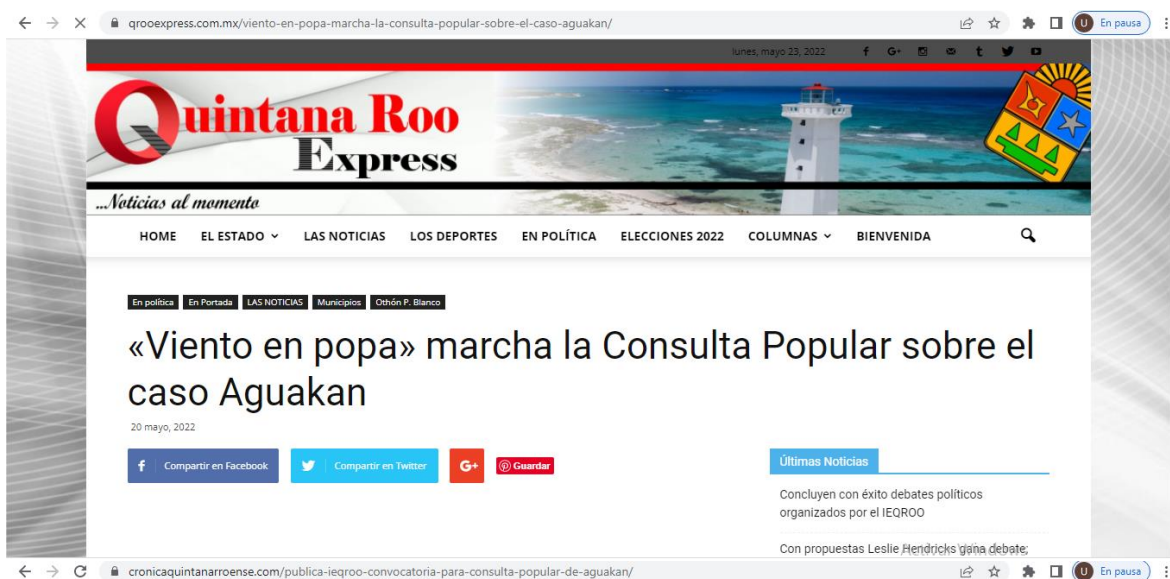 qrooexpress.com.mx/viento-en-popa-marcha-la-consulta-popular-sobre-el-caso-aguakan/
U En pausa
lunes, mayo 23, 2022
Quintana Roo
Express
...Noticias al momento
HOME EL ESTADO LAS NOTICIAS LOS DEPORTES EN POLÍTICA ELECCIONES 2022 COLUMNAS BIENVENIDA
En política En Portada LAS NOTICIAS Municipios Othón P. Blanco
«Viento en popa» marcha la Consulta Popular sobre el
caso Aguakan
20 mayo, 2022
Compartir en Facebook Compartir en Twitter G+ Guardar
Últimas Noticias
Concluyen con éxito debates políticos
organizados por el IEQROO
Con propuestas Leslie Hendricks gana debate;
Activar Windows
cronicaquintanarroense.com/publica-ieqroo-convocatoria-para-consulta-popular-de-aguakan/
U En pausa